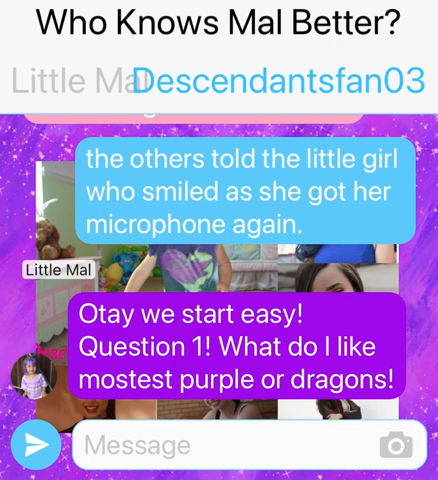 Who Knows Mal Better?
Little Mal Descendantsfan03
the others told the little girl
who smiled as she got her
microphone again.
Little Mal
Otay we start easy!
Question 1! What do I like
mostest purple or dragons!
Message